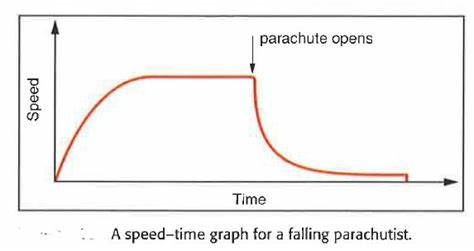 parachute opens
Speed
Time
A speed–time graph for a falling parachutist.